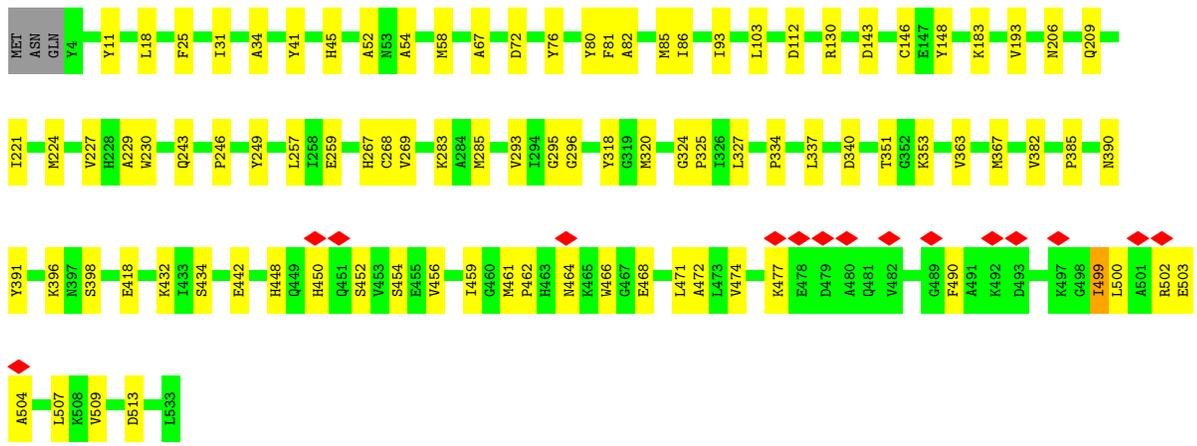 MET ASN GLN Y4 Y11 L18 F25 I31 A34 Y41 H45 A52 N53 A54 M58 A67 D72 Y76 Y80 F81 A82 M85 I86 I93 L103 D112 R130 D143 C146 E147 Y148 K183 V193 N206 Q209
I221 M224 V227 H228 A229 W230 Q243 P246 Y249 L257 I258 E259 H267 C268 V269 K283 A284 M285 V293 I294 G295 G296 Y318 G319 M320 G324 P325 I326 L327 P334 L337 D340 T351 G352 K353 V363 M367 V382 P385 N390
Y391 K396 N397 S398 E418 K432 I433 S434 E442 H448 Q449 H450 Q451 S452 V453 S454 E455 V456 I459 G460 M461 P462 H463 N464 K465 W466 G467 E468 L471 A472 L473 V474 K477 E478 D479 A480 Q481 V482 G489 F490 A491 K492 D493 K497 G498 I499 L500 A501 R502 E503
A504 L507 K508 V509 D513 L533